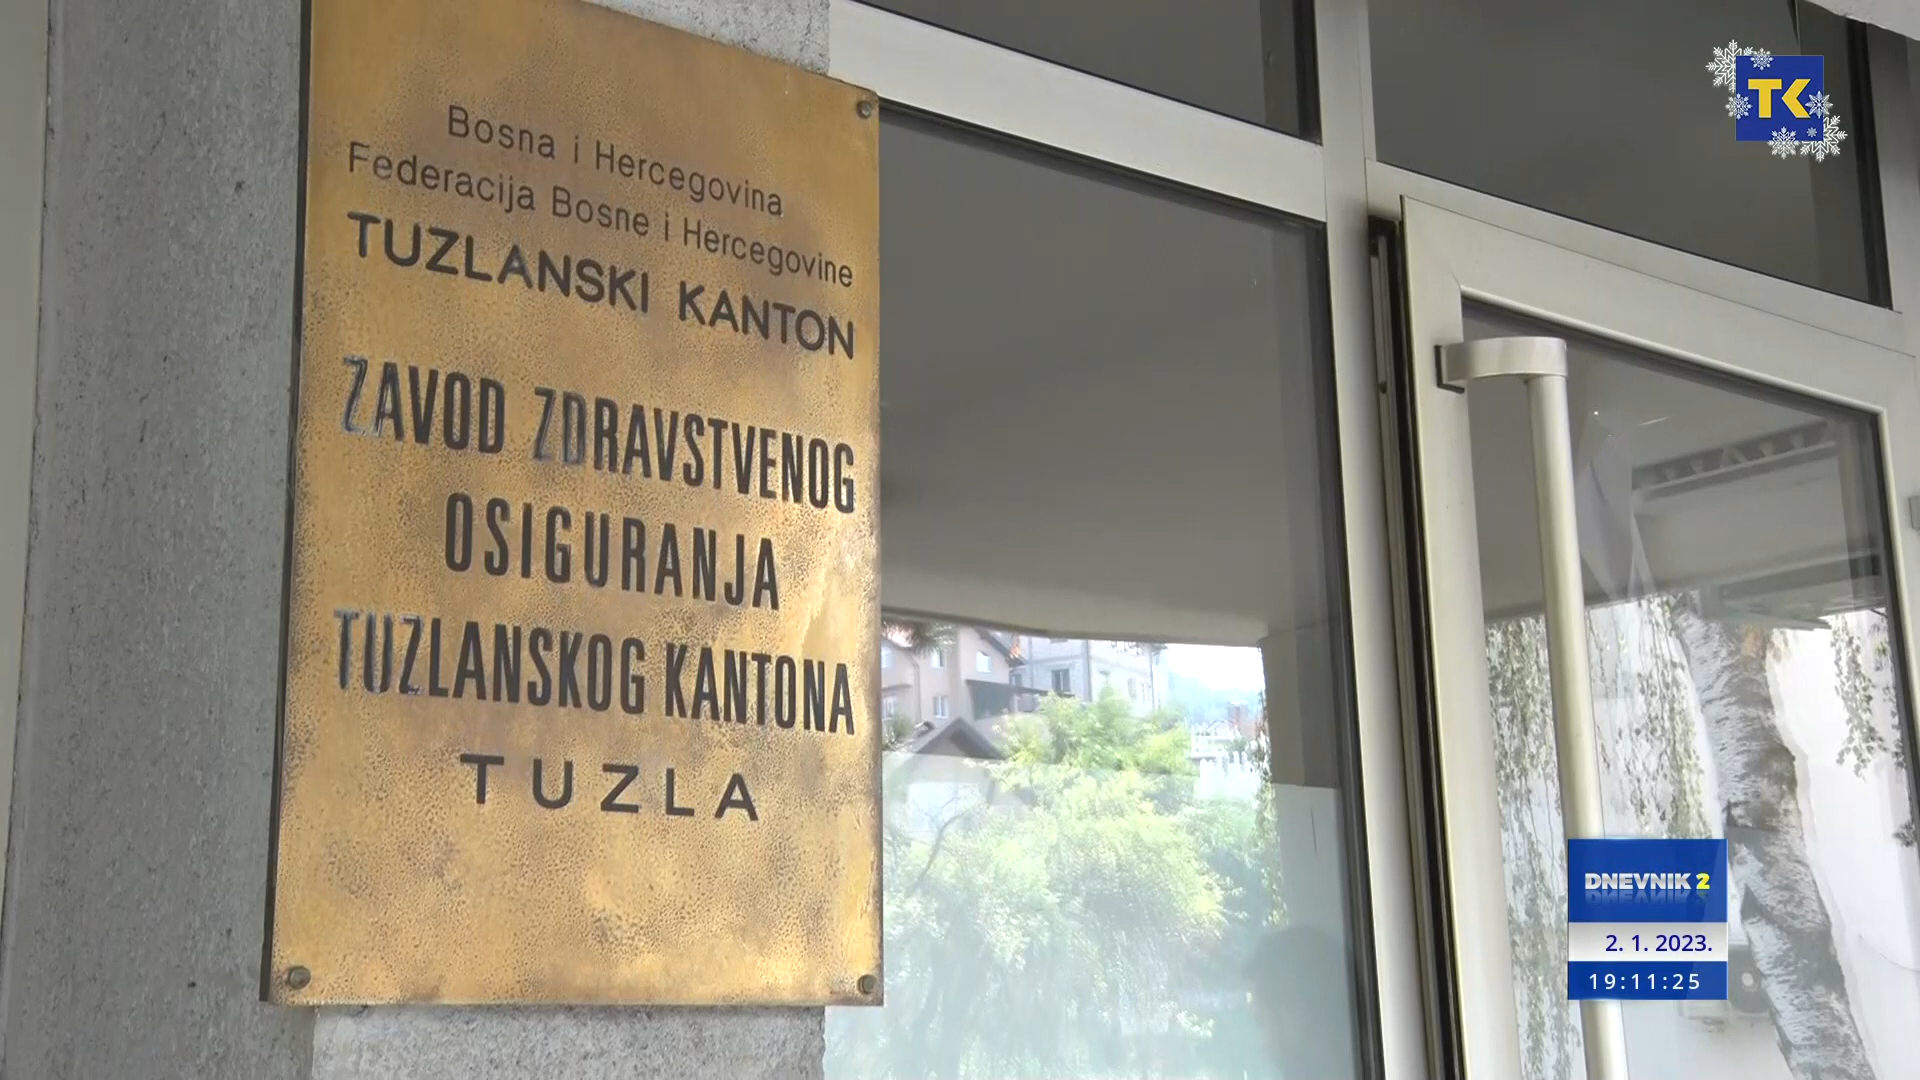 Bosna i Hercegovina
Federacija Bosne i Hercegovine
TUZLANSKI KANTON
ZAVOD ZDRAVSTVENOG
OSIGURANJA
TUZLANSKOG KANTONA
TUZLA
TK
DNEVNIK 2
2. 1. 2023.
19:11:25